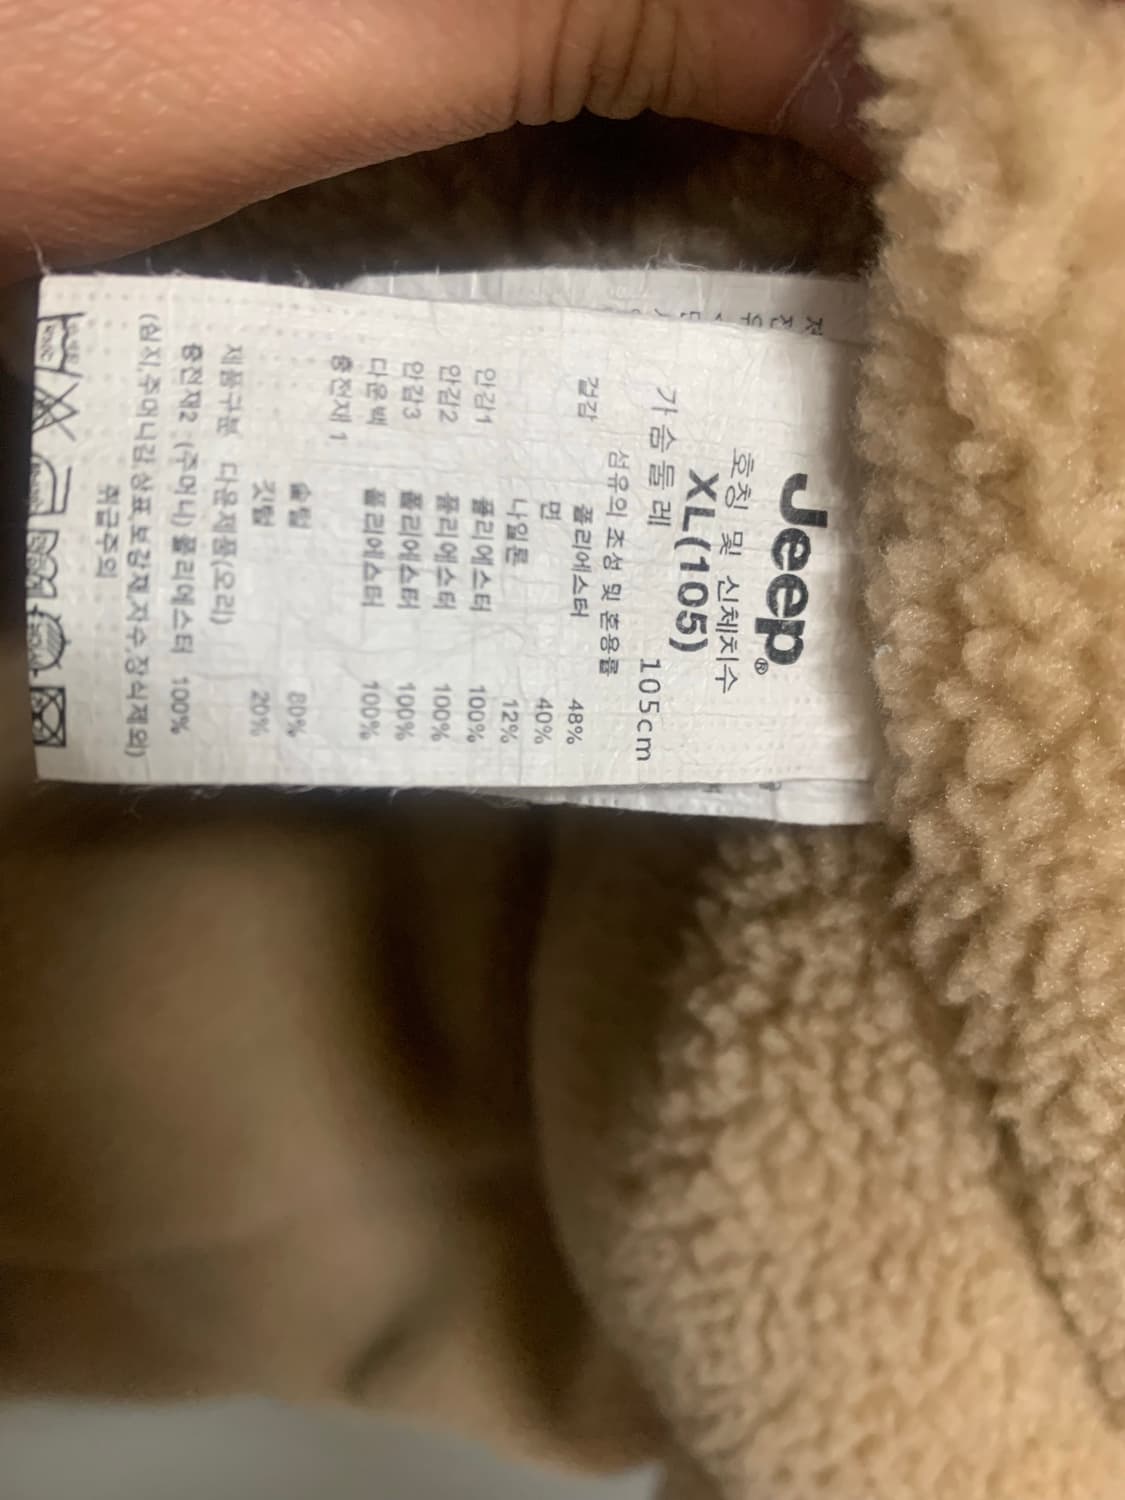 Jeep®
호칭 및 신체치수
XL(105)
가슴둘레 105cm
섬유의 조성 및 혼용률
겉감 폴리에스터 48%
면 40%
나일론 12%
안감1 폴리에스터 100%
안감2 폴리에스터 100%
안감3 폴리에스터 100%
다운백 폴리에스터 100%
충전재1
솜털 80%
깃털 20%
제품구분 다운제품(오리)
충전재2 (주머니) 폴리에스터 100%
(심지,주머니감,상표,보강재,자수,장식제외)
취급주의